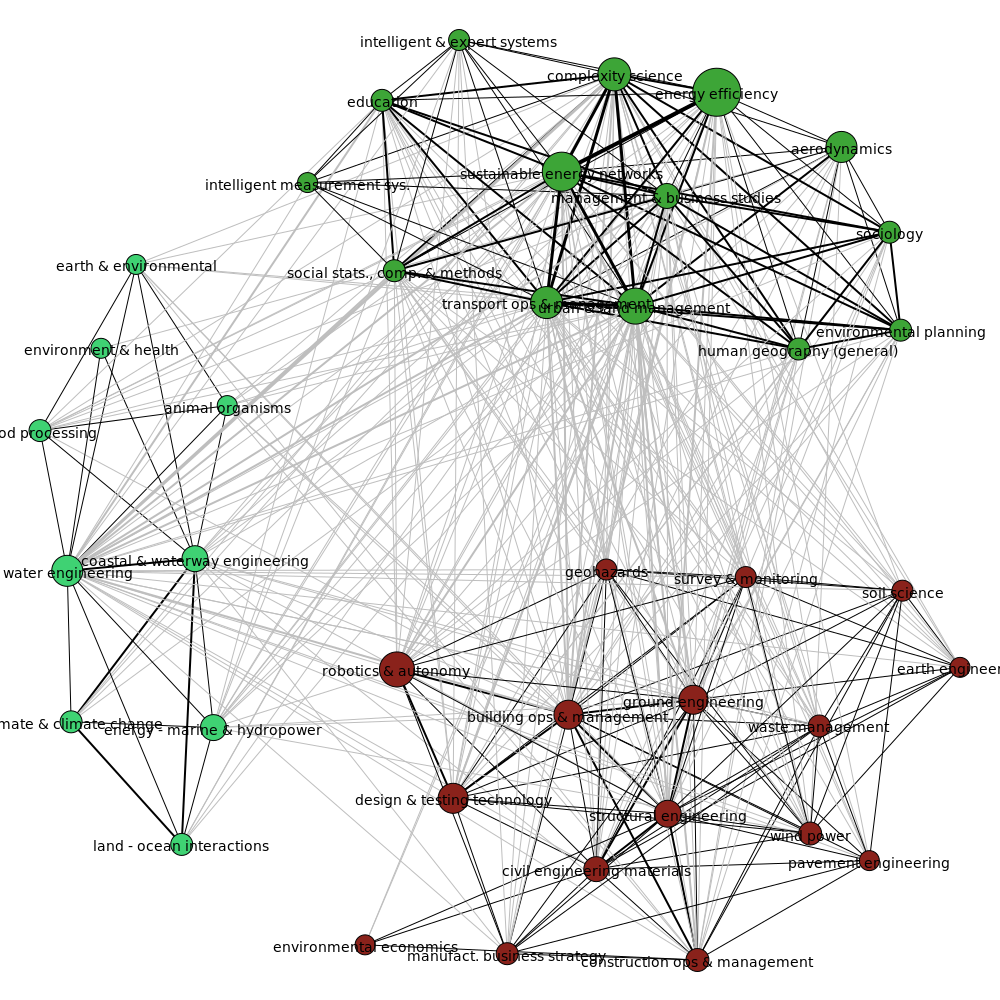 intelligent & expert systems
complexity science
energy efficiency
education
aerodynamics
sustainable energy networks
intelligent measurement sys.
management & business studies
sociology
earth & environmental
social stats., comp. & methods
transport ops & management
urban & land management
environmental planning
environment & health
human geography (general)
animal organisms
od processing
coastal & waterway engineering
water engineering
geohazards
survey & monitoring
soil science
robotics & autonomy
earth engineer
ground engineering
building ops & management
mate & climate change
energy - marine & hydropower
waste management
design & testing technology
structural engineering
wind power
land - ocean interactions
pavement engineering
civil engineering materials
environmental economics
manufact. business strategy
construction ops & management